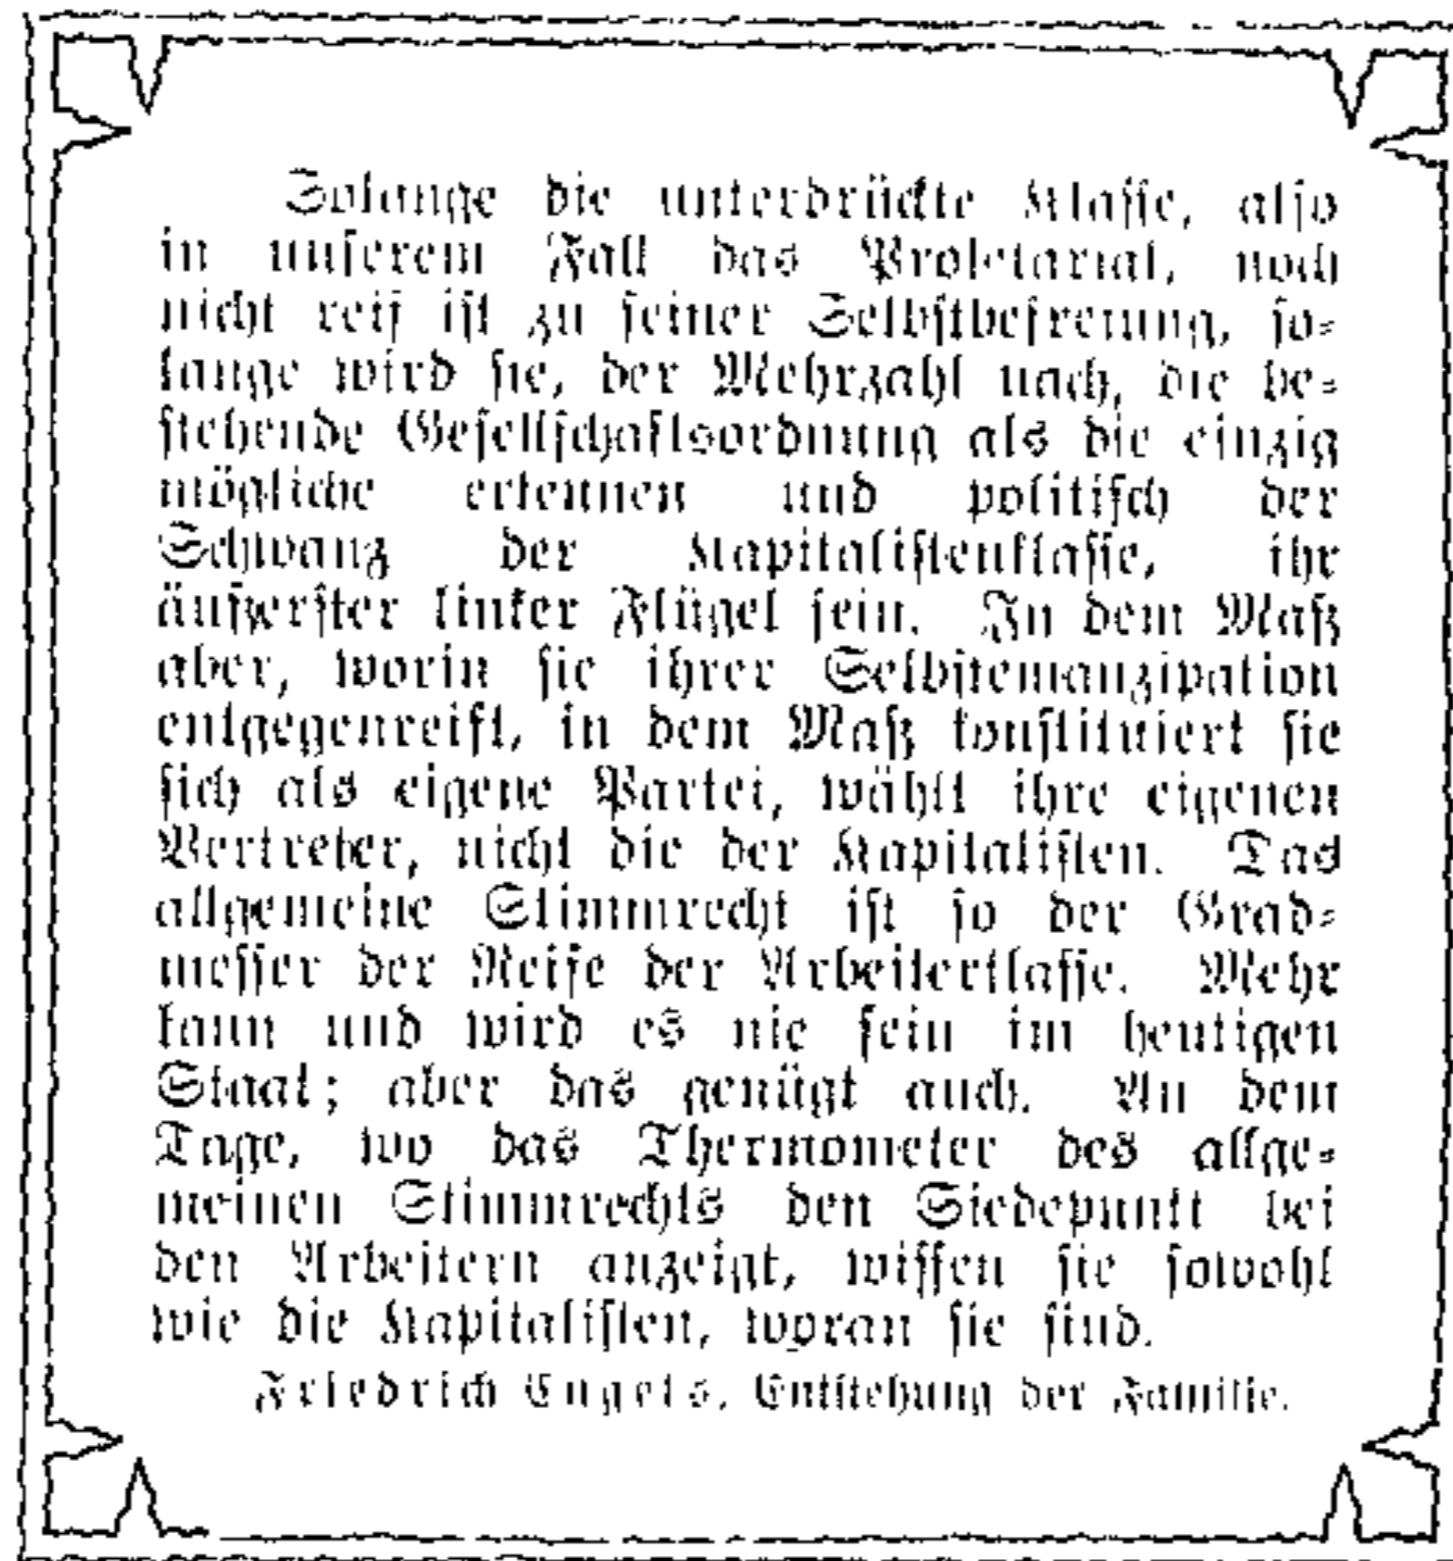 Solange die unterdrückte Klasse, also
in unserem Fall das Proletariat, noch
nicht reif ist zu seiner Selbstbefreiung, so-
lange wird sie, der Mehrzahl nach, die be-
stehende Gesellschaftsordnung als die einzig
mögliche erkennen und politisch der
Schwanz der Kapitalistenklasse, ihr
äußerster linker Flügel sein. In dem Maß
aber, worin sie ihrer Selbstemanzipation
entgegenreift, in dem Maß konstituiert sie
sich als eigene Partei, wählt ihre eigenen
Vertreter, nicht die der Kapitalisten. Das
allgemeine Stimmrecht ist so der Grad-
messer der Reife der Arbeiterklasse. Mehr
kann und wird es nie sein im heutigen
Staat; aber das genügt auch. An dem
Tage, wo das Thermometer des allge-
meinen Stimmrechts den Siedepunkt bei
den Arbeitern anzeigt, wissen sie sowohl
wie die Kapitalisten, woran sie sind.
Friedrich Engels, Entstehung der Familie.